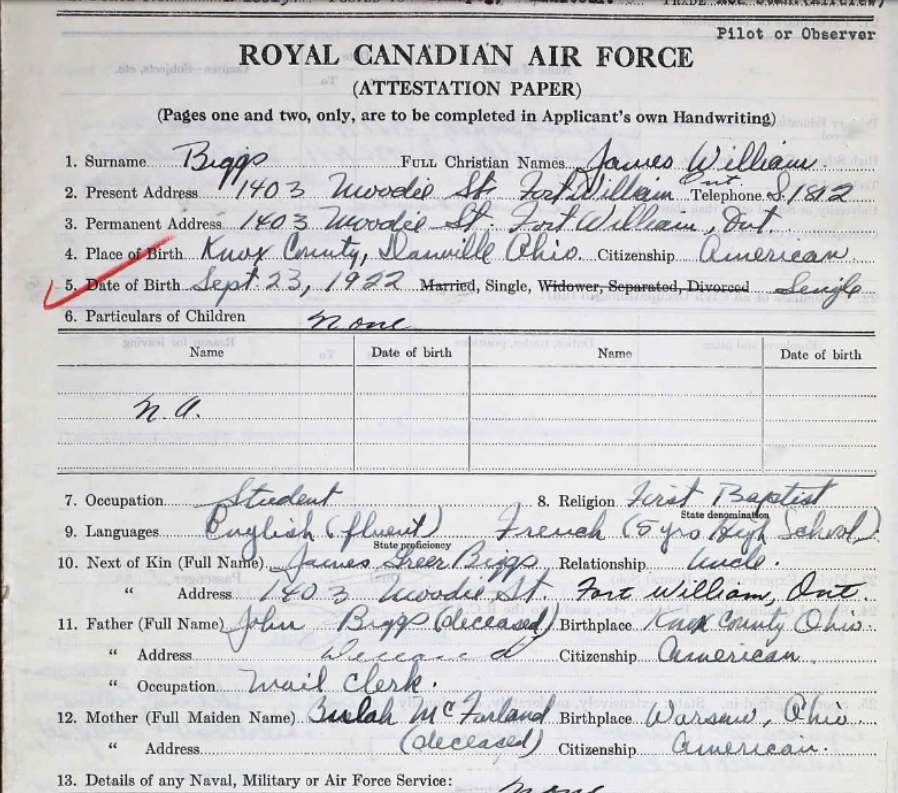 Pilot or Observer
ROYAL CANADIAN AIR FORCE
(ATTESTATION PAPER)
(Pages one and two, only, are to be completed in Applicant's own Handwriting)
1. Surname Biggs FULL Christian Names James William
2. Present Address 1403 Moodie St. Fort William Ont. Telephone S. 1812
3. Permanent Address 1403 Moodie St. Fort William, Ont.
4. Place of Birth Knox County, Danville Ohio. Citizenship American
5. Date of Birth Sept. 23, 1922 Married, Single, Widower, Separated, Divorced Single
6. Particulars of Children None
Name Date of birth Name Date of birth
N.A.
7. Occupation Student 8. Religion First Baptist
State denomination
9. Languages English (fluent) French (5 yrs High School)
State proficiency
10. Next of Kin (Full Name) James Greer Biggs Relationship Uncle.
" Address 1403 Moodie St. Fort William, Ont.
11. Father (Full Name) John Biggs (deceased) Birthplace Knox County Ohio.
" Address Deceased Citizenship American
" Occupation Mail Clerk.
12. Mother (Full Maiden Name) Beulah McFarland Birthplace Warsaw, Ohio
" Address (deceased) Citizenship American.
13. Details of any Naval, Military or Air Force Service: None